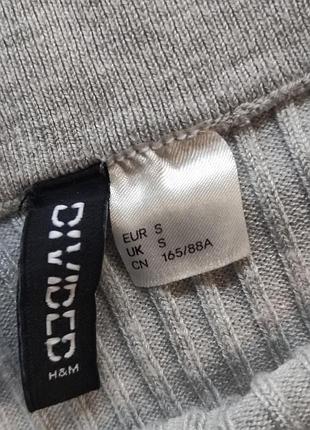 DIVIDED
H&M
EUR S
UK S
CN 165/88A